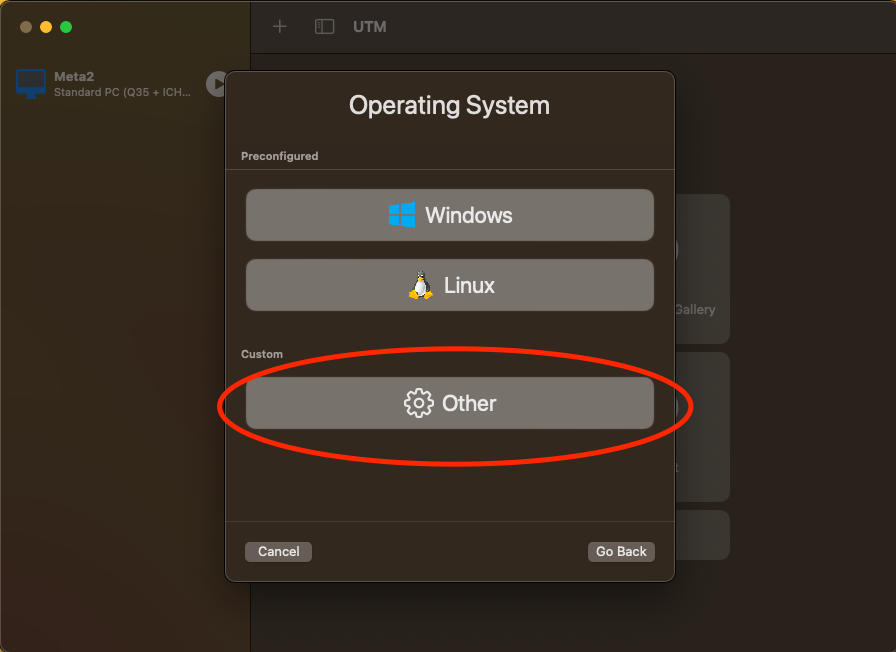 UTM
Meta2
Standard PC (Q35 + ICH...
Operating System
Preconfigured
Windows
Linux
Gallery
Custom
Other
Cancel
Go Back